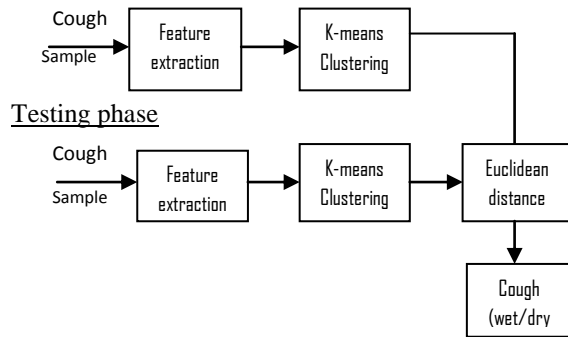 Cough
Sample
Feature
extraction
K-means
Clustering
Testing phase
Cough
Sample
Feature
extraction
K-means
Clustering
Euclidean
distance
Cough
(wet/dry